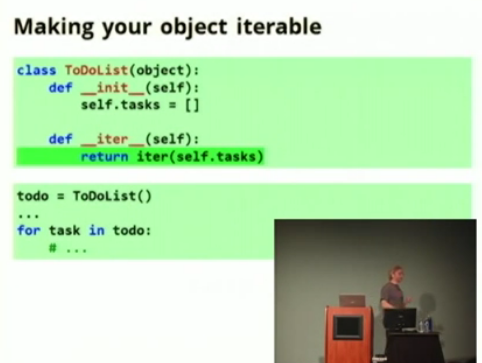 Making your object iterable
class ToDoList(object):
    def __init__(self):
        self.tasks = []
    def __iter__(self):
        return iter(self.tasks)
todo = ToDoList()
...
for task in todo:
    # ...